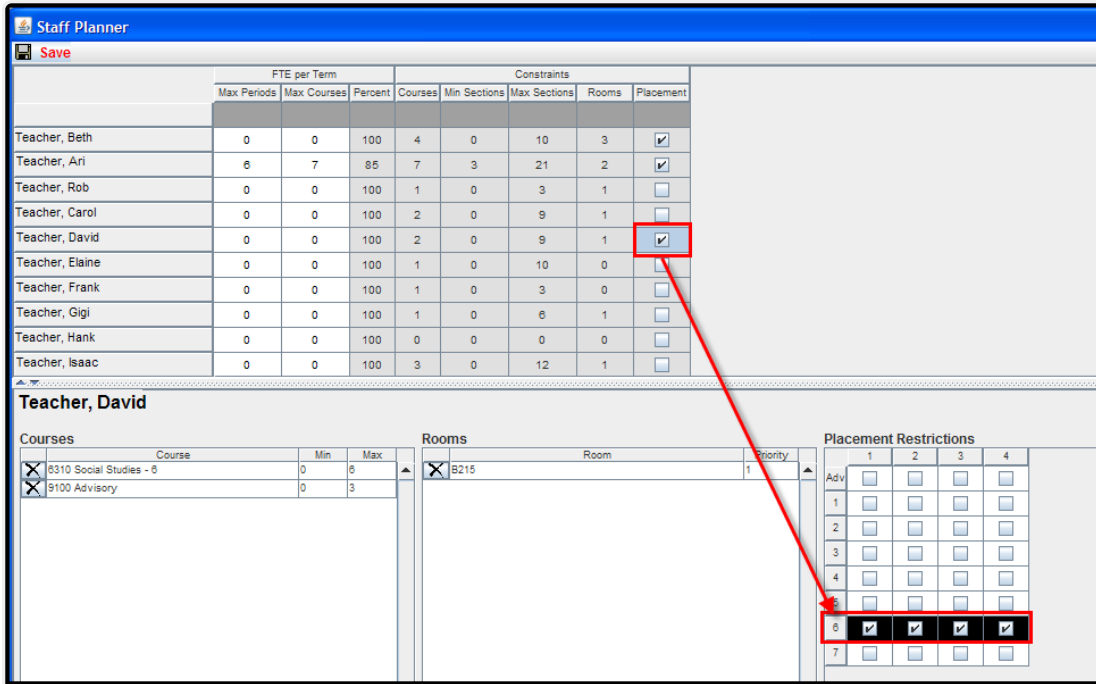 Staff Planner
Save
FTE per Term Constraints
Max Periods Max Courses Percent Courses Min Sections Max Sections Rooms Placement
Teacher, Beth 0 0 100 4 0 10 3
Teacher, Ari 6 7 85 7 3 21 2
Teacher, Rob 0 0 100 1 0 3 1
Teacher, Carol 0 0 100 2 0 9 1
Teacher, David 0 0 100 2 0 9 1
Teacher, Elaine 0 0 100 1 0 10 0
Teacher, Frank 0 0 100 1 0 3 0
Teacher, Gigi 0 0 100 1 0 6 1
Teacher, Hank 0 0 100 0 0 0 0
Teacher, Isaac 0 0 100 3 0 12 1
Teacher, David
Courses Rooms Placement Restrictions
Course Min Max Room Priority 1 2 3 4
6310 Social Studies - 6 0 6 B215 1 Adv
9100 Advisory 0 3 1
2
3
4
5
6
7